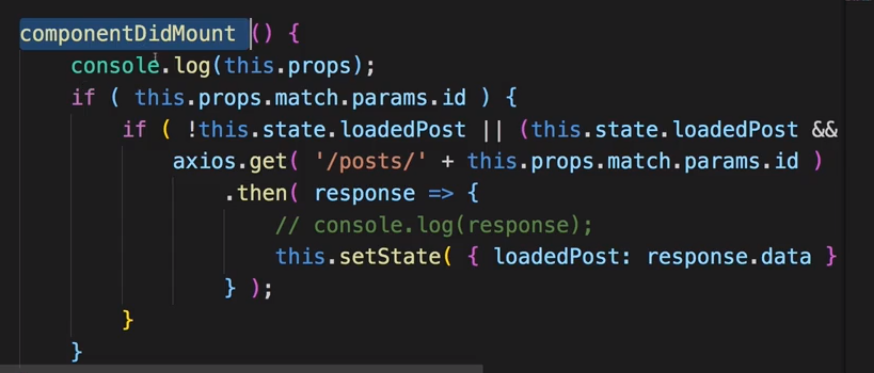 componentDidMount () {
console.log(this.props);
if ( this.props.match.params.id ) {
if ( !this.state.loadedPost || (this.state.loadedPost &&
axios.get( '/posts/' + this.props.match.params.id )
.then( response => {
// console.log(response);
this.setState( { loadedPost: response.data }
} );
}
}